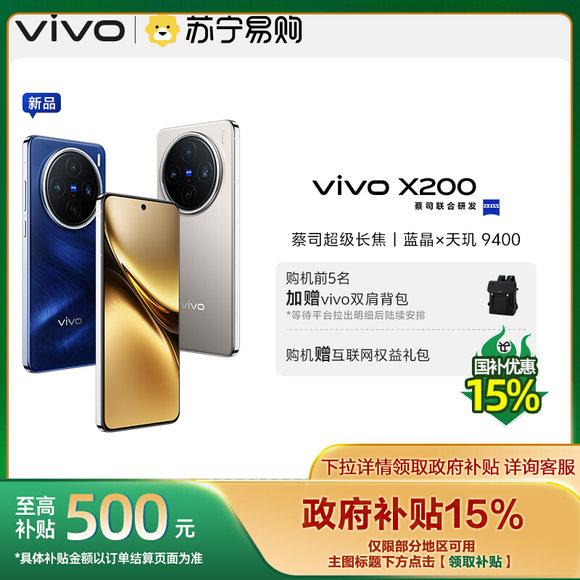 vivo 苏宁易购
新品
vivo
vivo X200
蔡司联合研发 ZEISS
蔡司超级长焦 | 蓝晶×天玑 9400
购机前5名
加赠vivo双肩背包
*等待平台拉出明细后陆续安排
购机赠互联网权益礼包
国补优惠
15%
下拉详情领取政府补贴 详询客服
至高
补贴 500 元
*具体补贴金额以订单结算页面为准
政府补贴15%
仅限部分地区可用
主图标题下方点击【领取补贴】